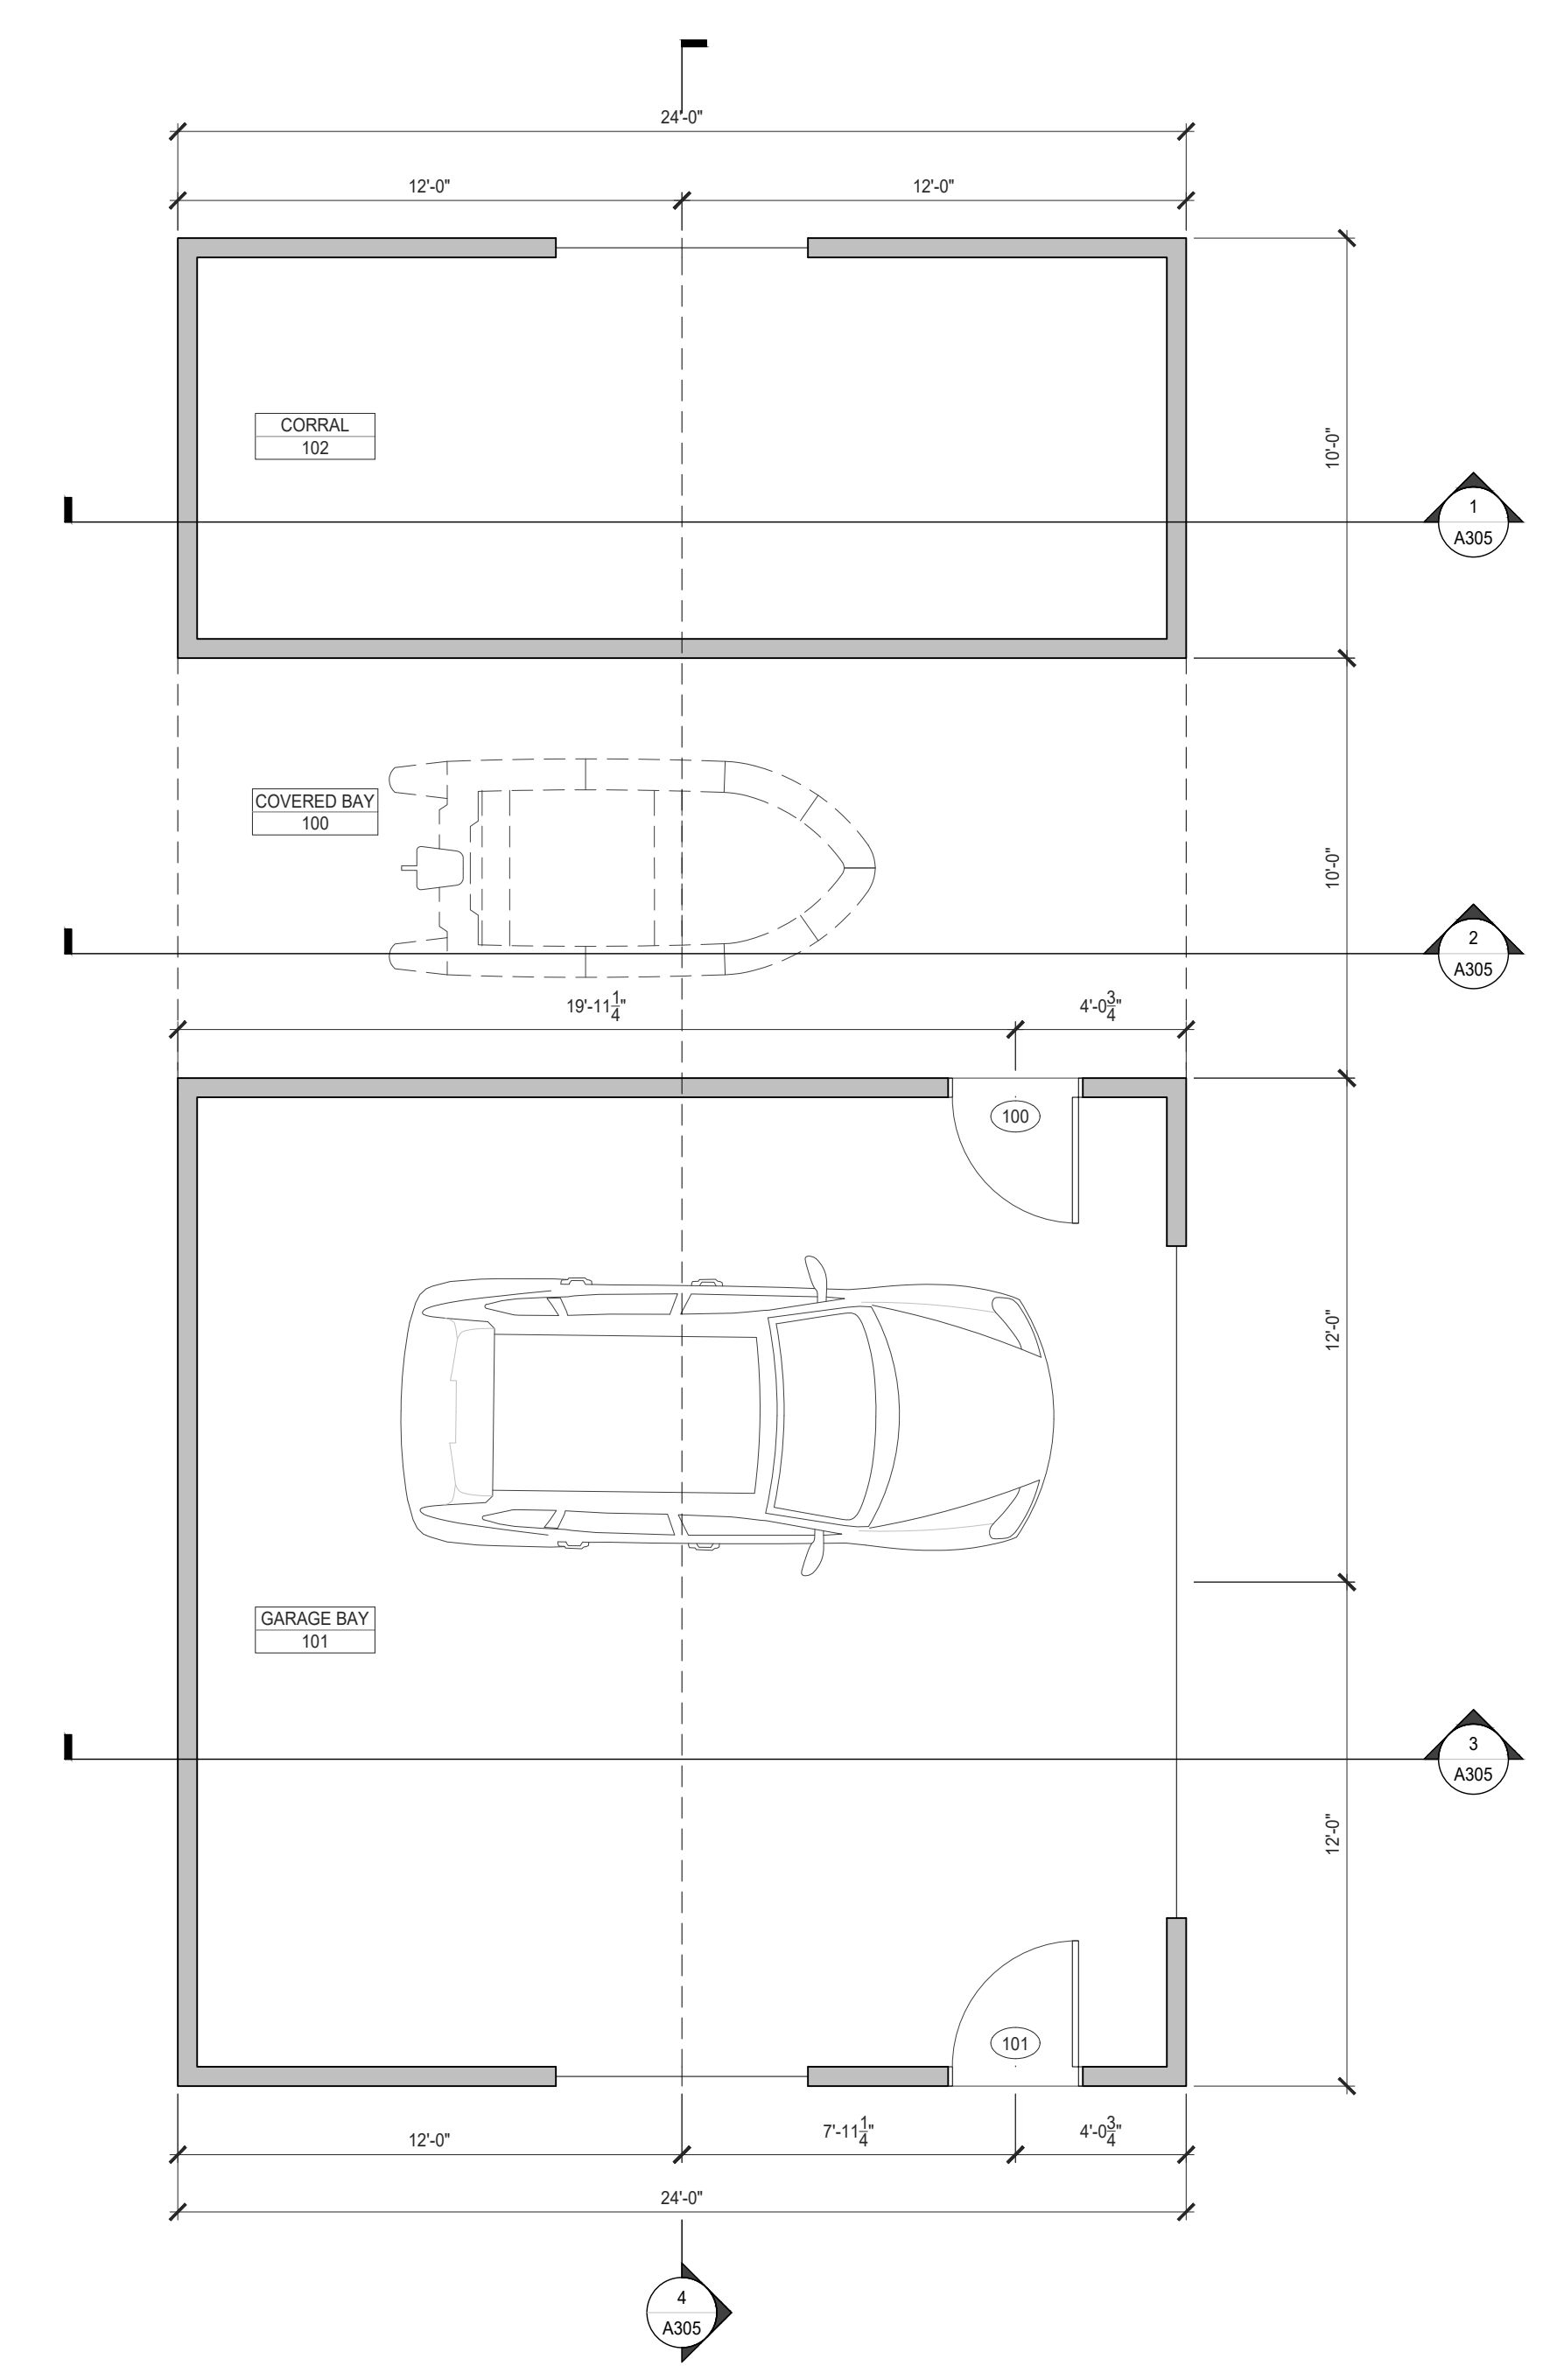 24'-0"
12'-0" 12'-0"
CORRAL
102
10'-0"
1
A305
COVERED BAY
100
10'-0"
2
A305
19'-11 1/4" 4'-0 3/4"
100
12'-0"
GARAGE BAY
101
3
A305
12'-0"
101
12'-0" 7'-11 1/4" 4'-0 3/4"
24'-0"
4
A305